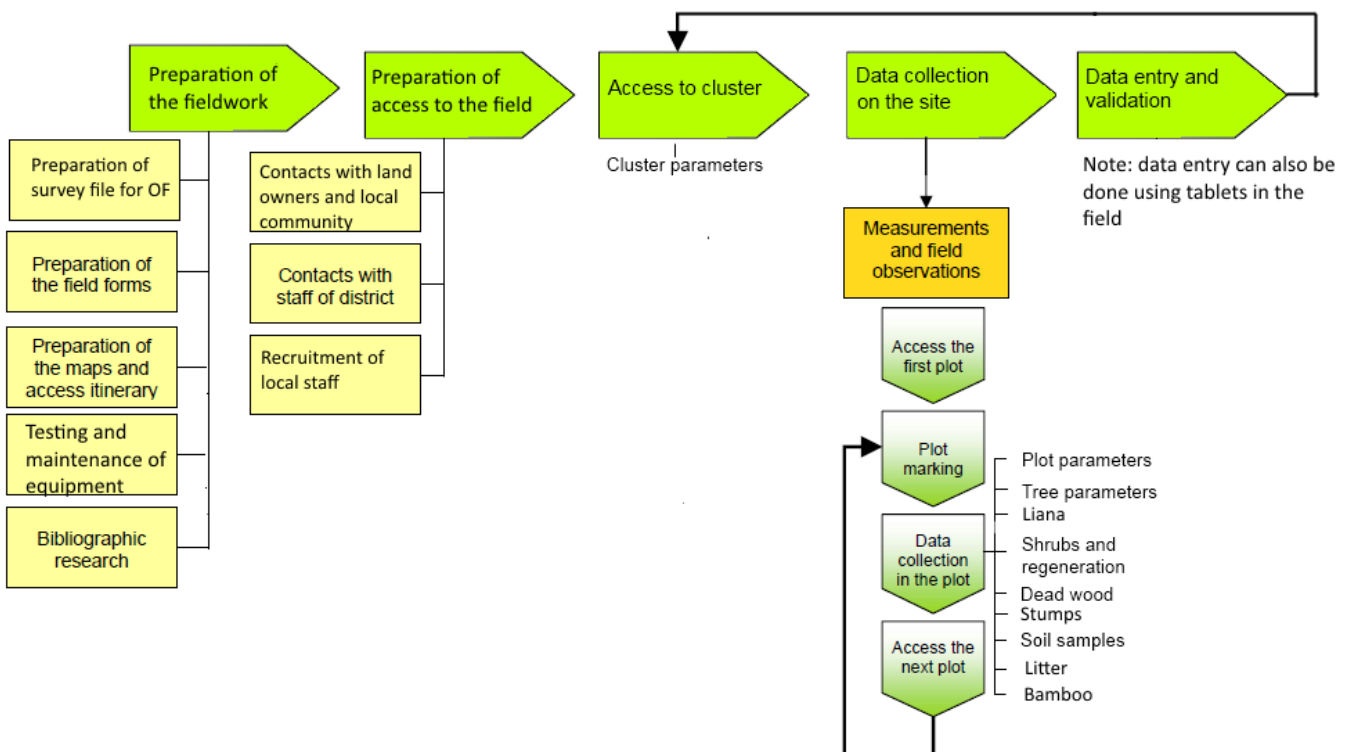 Preparation of
the fieldwork
Preparation of
access to the field
Access to cluster
Data collection
on the site
Data entry and
validation
Preparation of
survey file for OF
Preparation of
the field forms
Preparation of
the maps and
access itinerary
Testing and
maintenance of
equipment
Bibliographic
research
Contacts with land
owners and local
community
Contacts with
staff of district
Recruitment of
local staff
Cluster parameters
Measurements
and field
observations
Access the
first plot
Plot
marking
Data
collection
in the plot
Access the
next plot
Plot parameters
Tree parameters
Liana
Shrubs and
regeneration
Dead wood
Stumps
Soil samples
Litter
Bamboo
Note: data entry can also be
done using tablets in the
field